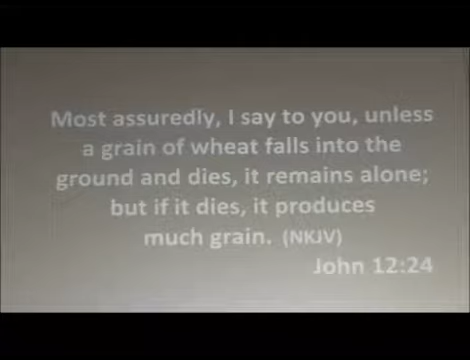 Most assuredly, I say to you, unless
a grain of wheat falls into the
ground and dies, it remains alone;
but if it dies, it produces
much grain. (NKJV)
John 12:24